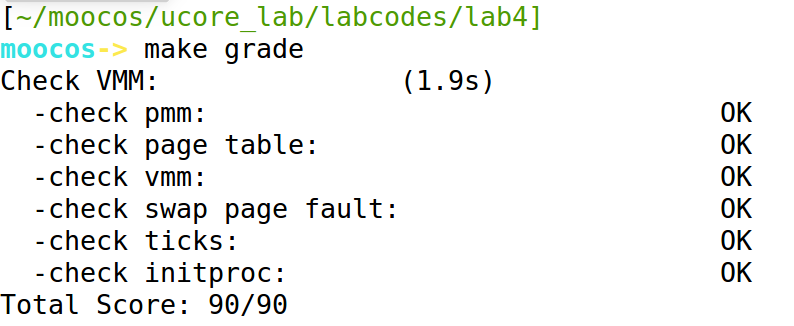 [~/moocos/ucore_lab/labcodes/lab4]
moocos-> make grade
Check VMM:               (1.9s)
  -check pmm:                                OK
  -check page table:                         OK
  -check vmm:                                OK
  -check swap page fault:                    OK
  -check ticks:                              OK
  -check initproc:                           OK
Total Score: 90/90